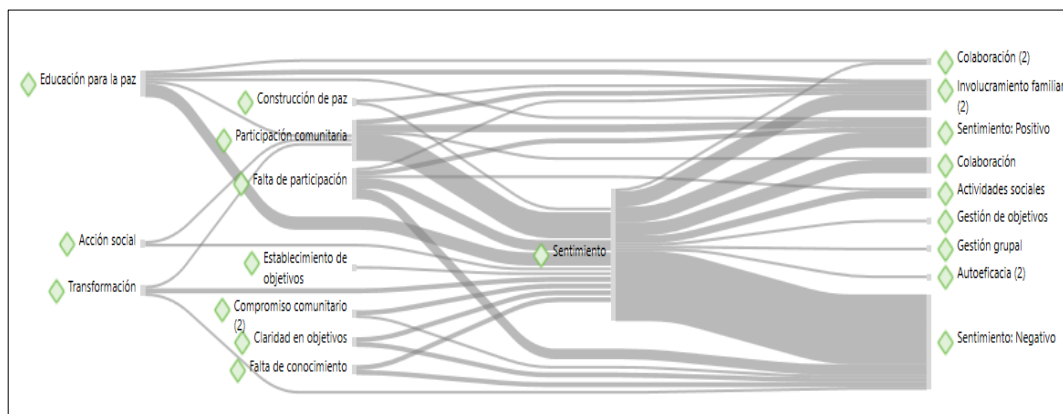 Educación para la paz
Acción social
Transformación
Construcción de paz
Participación comunitaria
Falta de participación
Establecimiento de
objetivos
Compromiso comunitario
(2)
Claridad en objetivos
Falta de conocimiento
Sentimiento
Colaboración (2)
Involucramiento familiar
(2)
Sentimiento: Positivo
Colaboración
Actividades sociales
Gestión de objetivos
Gestión grupal
Autoeficacia (2)
Sentimiento: Negativo